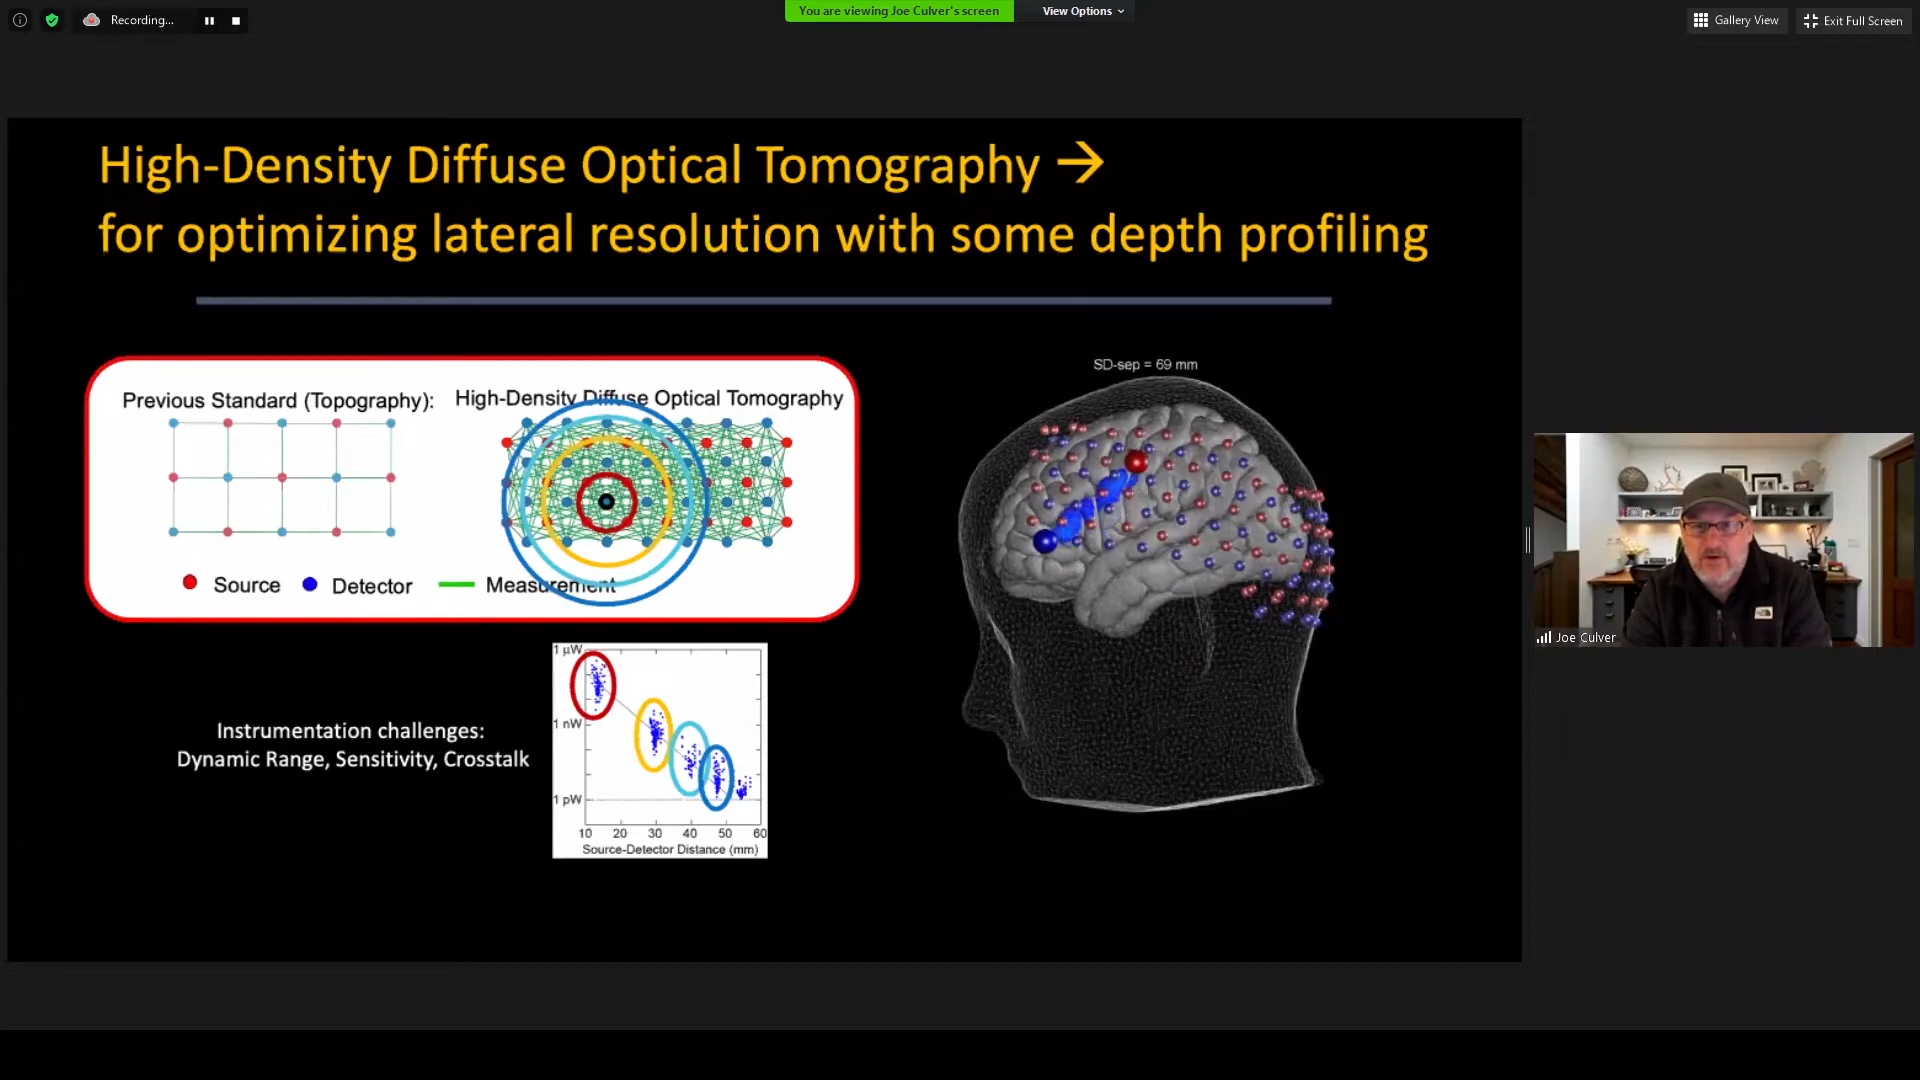 Recording...
You are viewing Joe Culver's screen
View Options
Gallery View
Exit Full Screen
High-Density Diffuse Optical Tomography →
for optimizing lateral resolution with some depth profiling
Previous Standard (Topography):
High-Density Diffuse Optical Tomography
Source
Detector
Measurement
SD-sep = 69 mm
Instrumentation challenges:
Dynamic Range, Sensitivity, Crosstalk
1 μW
1 nW
1 pW
10 20 30 40 50 60
Source-Detector Distance (mm)
Joe Culver